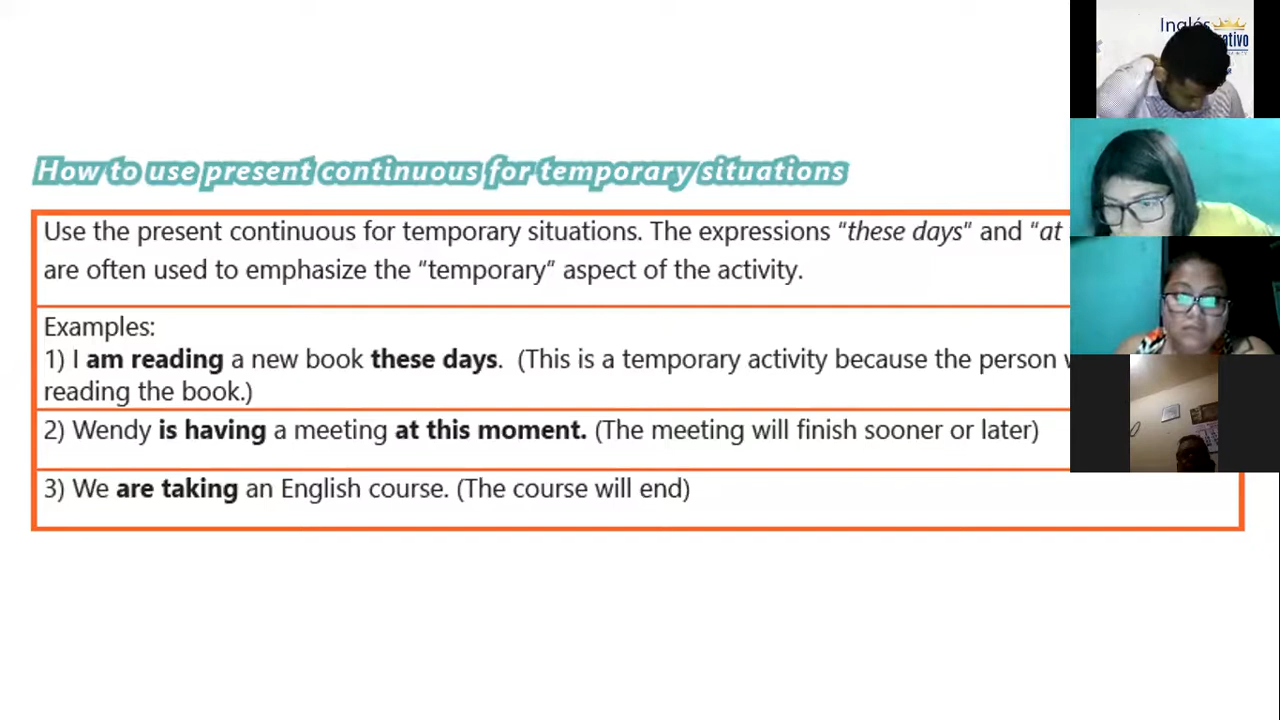 How to use present continuous for temporary situations
Use the present continuous for temporary situations. The expressions “these days” and “at
are often used to emphasize the “temporary” aspect of the activity.
Examples:
1) I am reading a new book these days. (This is a temporary activity because the person
reading the book.)
2) Wendy is having a meeting at this moment. (The meeting will finish sooner or later)
3) We are taking an English course. (The course will end)
Inglés